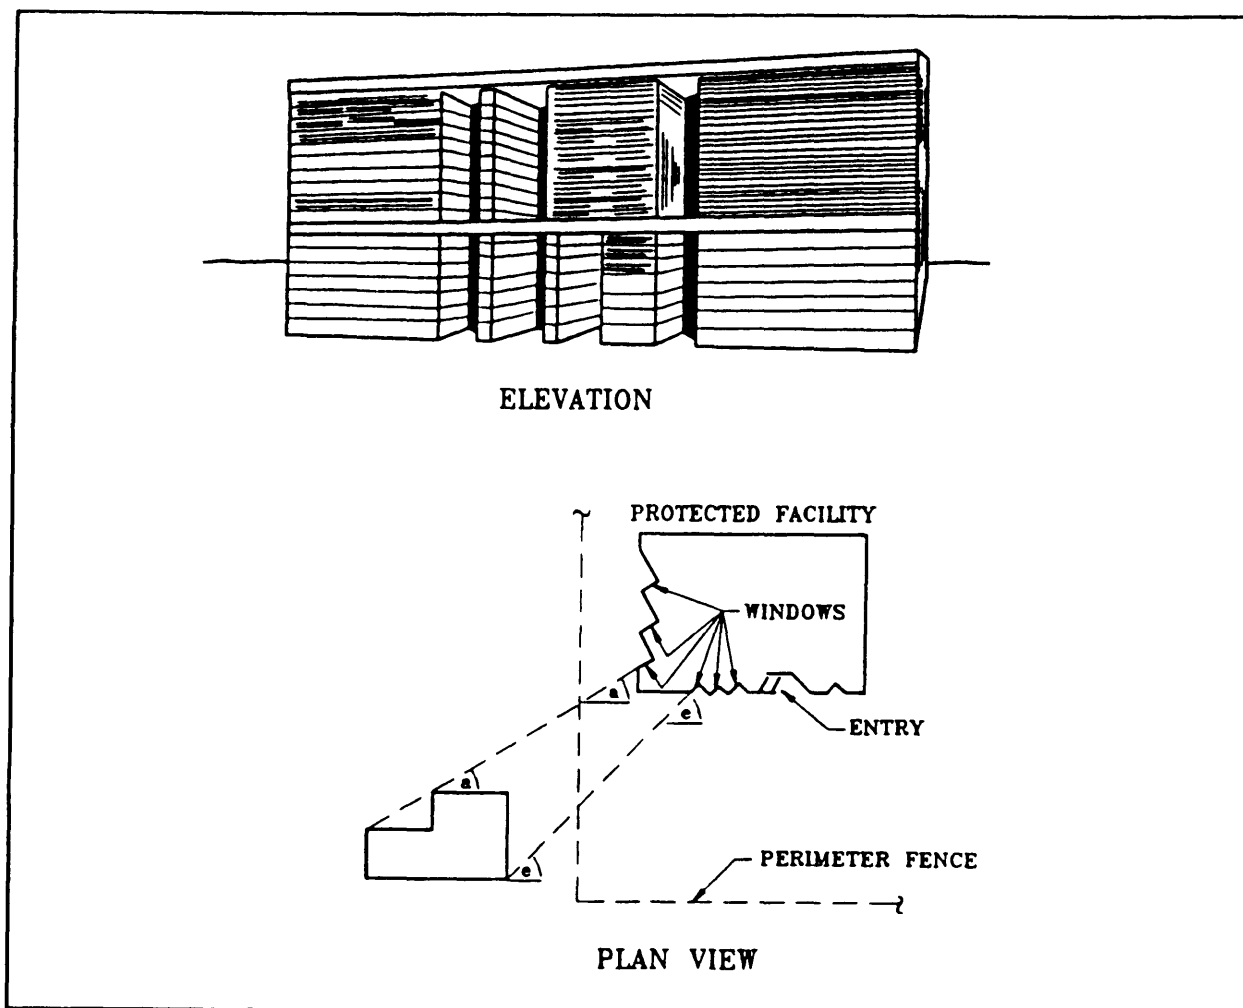 ELEVATION
PROTECTED FACILITY
WINDOWS
a
e
ENTRY
a
e
PERIMETER FENCE
PLAN VIEW